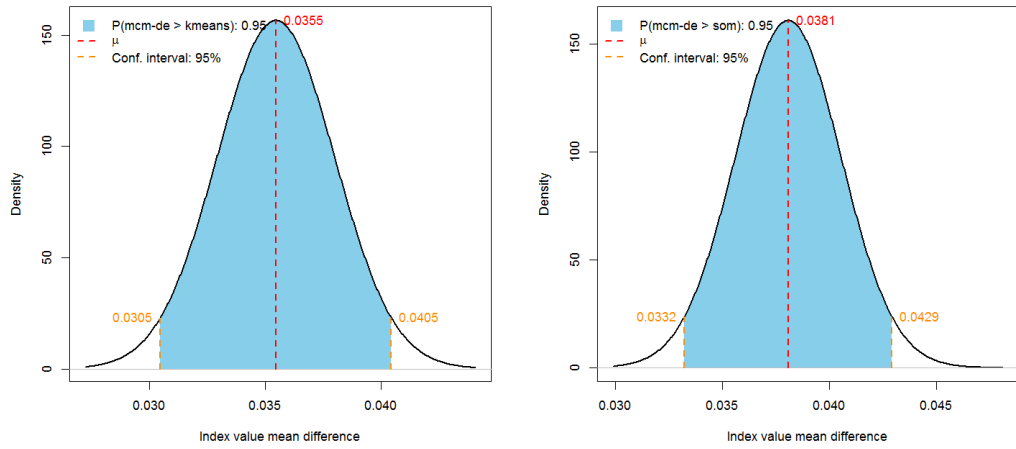 P(mcm-de > kmeans): 0.95
μ
Conf. interval: 95%
0.0355
0.0305
0.0405
Density
0
50
100
150
0.030
0.035
0.040
Index value mean difference
P(mcm-de > som): 0.95
μ
Conf. interval: 95%
0.0381
0.0332
0.0429
Density
0
50
100
150
0.030
0.035
0.040
0.045
Index value mean difference